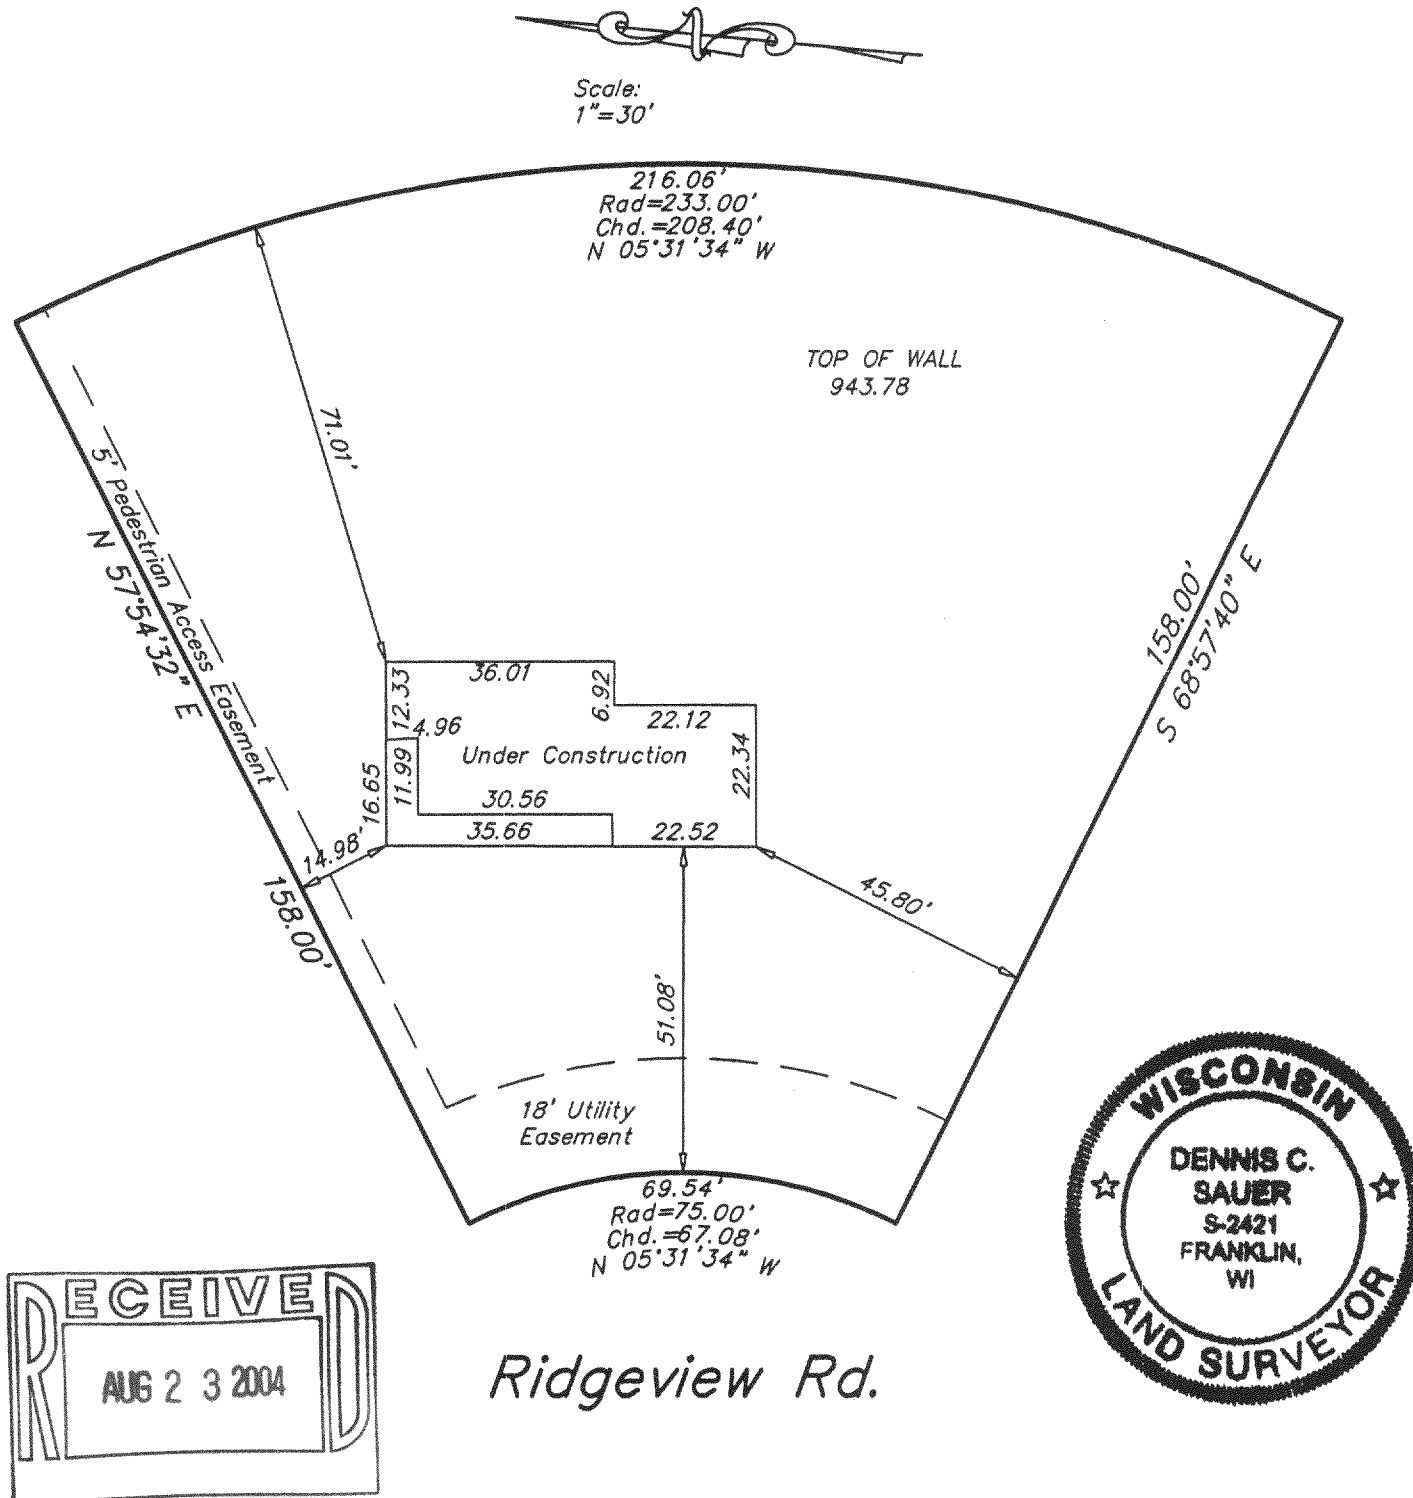 Scale:
1"=30'
216.06'
Rad=233.00'
Chd.=208.40'
N 05°31'34" W
TOP OF WALL
943.78
71.01'
5' Pedestrian Access Easement
N 57°54'32" E
158.00'
158.00'
S 68°57'40" E
36.01
12.33
6.92
4.96
22.12
Under Construction
11.99
16.65
22.34
30.56
35.66
22.52
14.98'
45.80'
51.08'
18' Utility
Easement
69.54'
Rad=75.00'
Chd.=67.08'
N 05°31'34" W
Ridgeview Rd.
RECEIVED
AUG 23 2004
WISCONSIN
DENNIS C.
SAUER
S-2421
FRANKLIN,
WI
LAND SURVEYOR